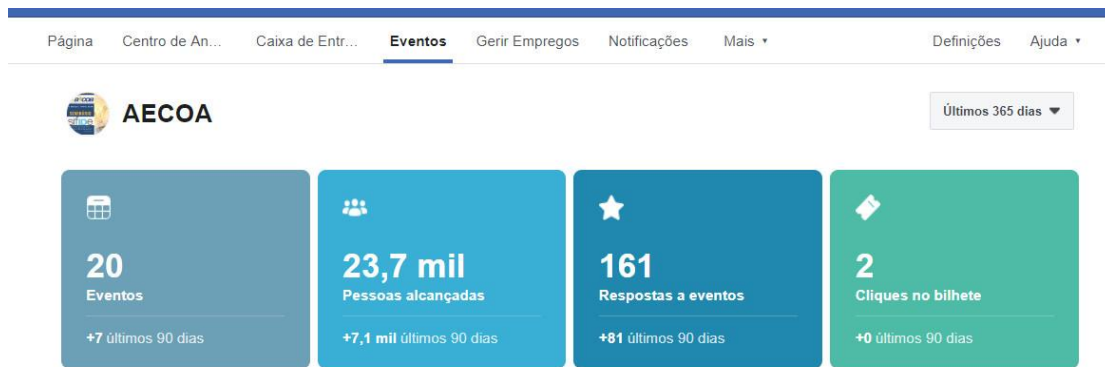 Página Centro de An... Caixa de Entr... Eventos Gerir Empregos Notificações Mais Definições Ajuda
AECOA
Últimos 365 dias
20
Eventos
+7 últimos 90 dias
23,7 mil
Pessoas alcançadas
+7,1 mil últimos 90 dias
161
Respostas a eventos
+81 últimos 90 dias
2
Cliques no bilhete
+0 últimos 90 dias